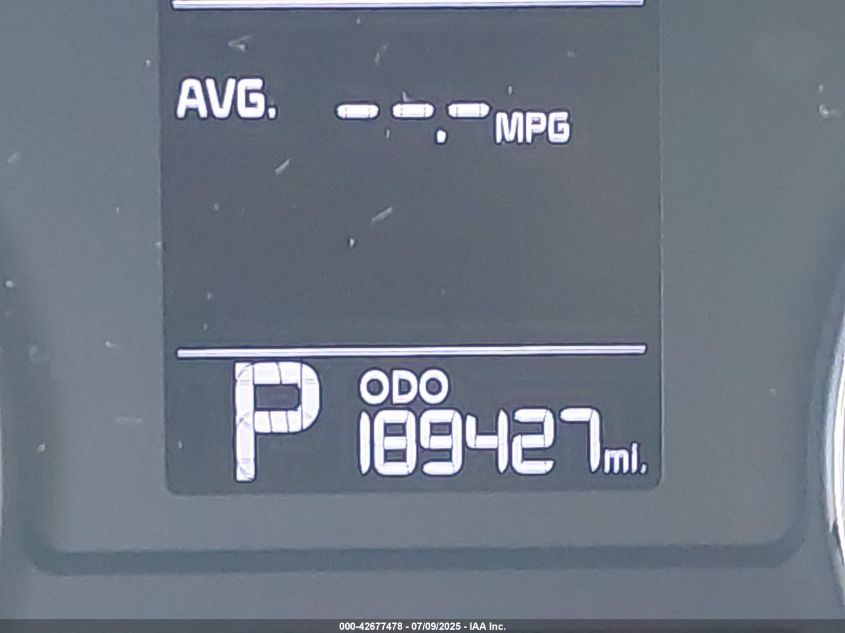 AVG. --.- MPG
P
ODO
189427 mi.
000-42677478 - 07/09/2025 - IAA Inc.